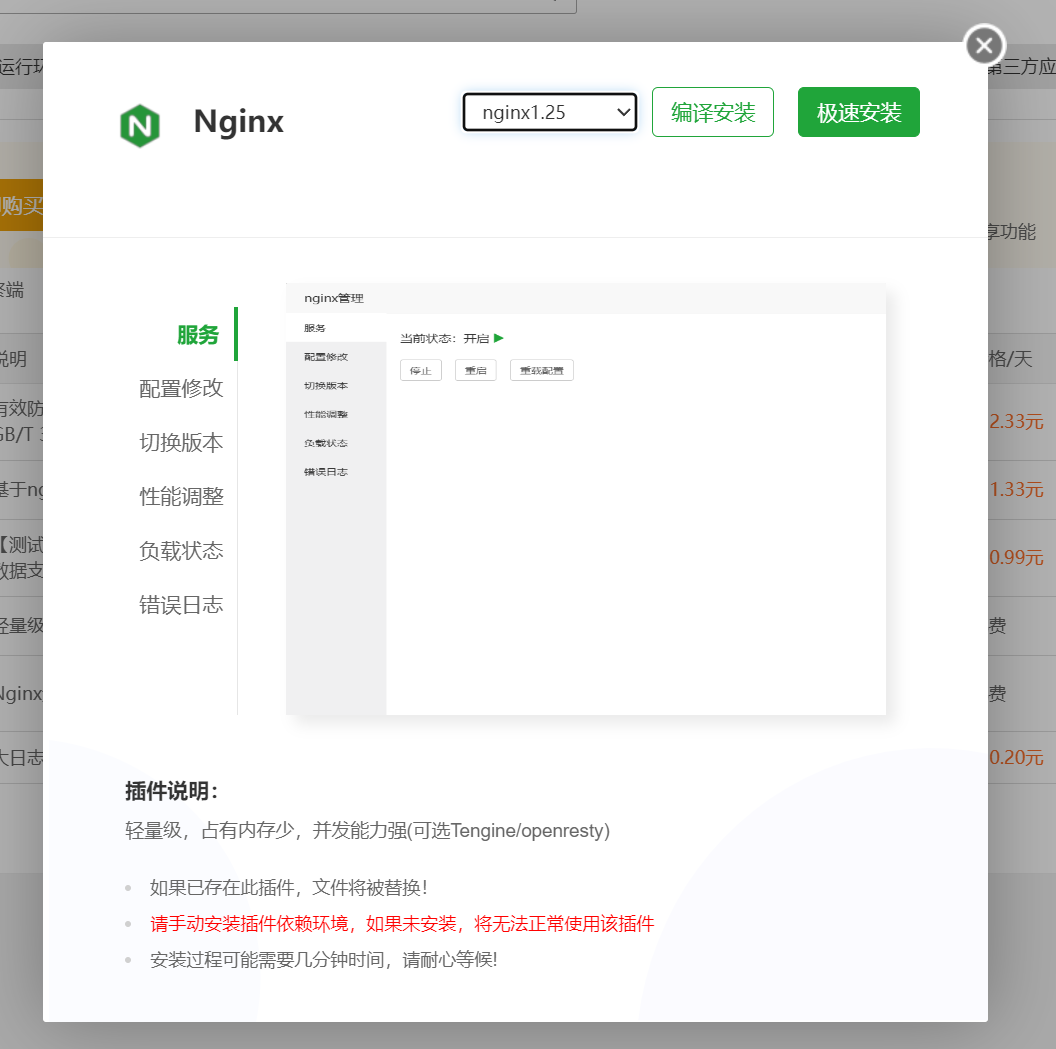 运行环
第三方应
Nginx
nginx1.25
编译安装
极速安装
购买
享功能
终端
说明
格/天
有效防
GB/T
2.33元
基于ng
1.33元
【测试
数据支
0.99元
轻量级
费
Nginx
费
大日志
0.20元
服务
配置修改
切换版本
性能调整
负载状态
错误日志
nginx管理
服务
配置修改
切换版本
性能调整
负载状态
错误日志
当前状态：开启
停止
重启
重载配置
插件说明：
轻量级，占有内存少，并发能力强(可选Tengine/openresty)
如果已存在此插件，文件将被替换！
请手动安装插件依赖环境，如果未安装，将无法正常使用该插件
安装过程可能需要几分钟时间，请耐心等候!